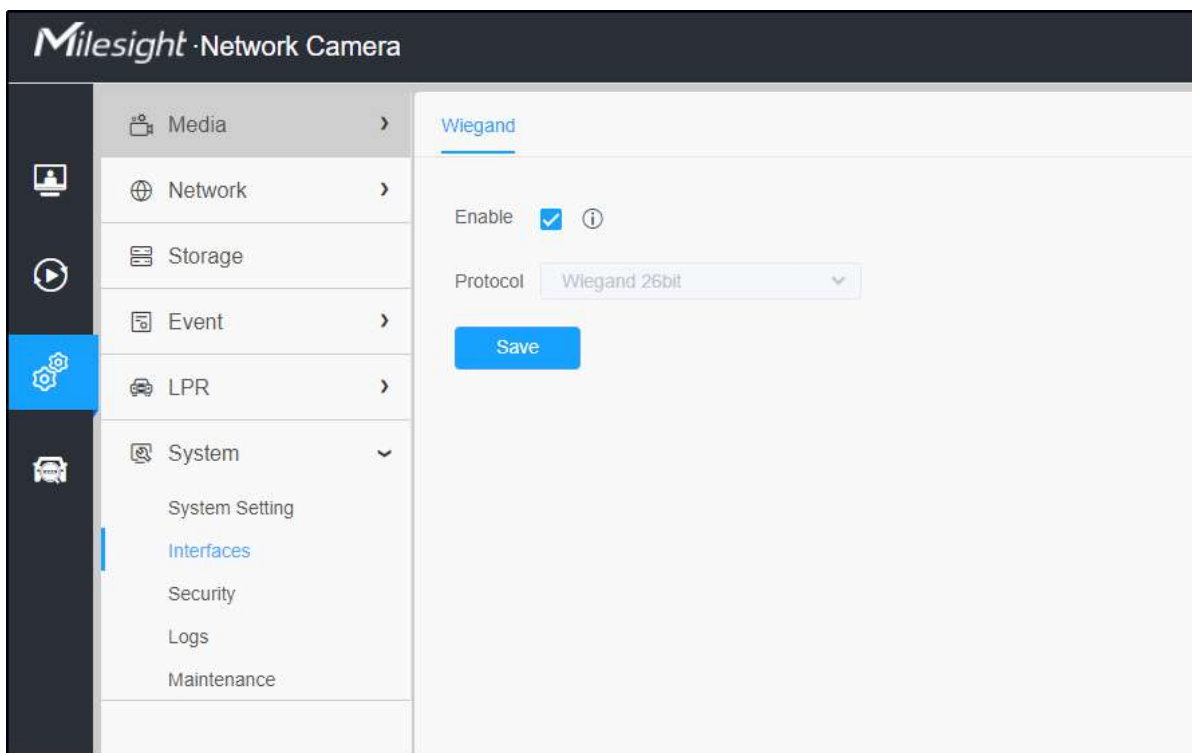 Milesight ·Network Camera
Media
Network
Storage
Event
LPR
System
System Setting
Interfaces
Security
Logs
Maintenance
Wiegand
Enable
Protocol Wiegand 26bit
Save